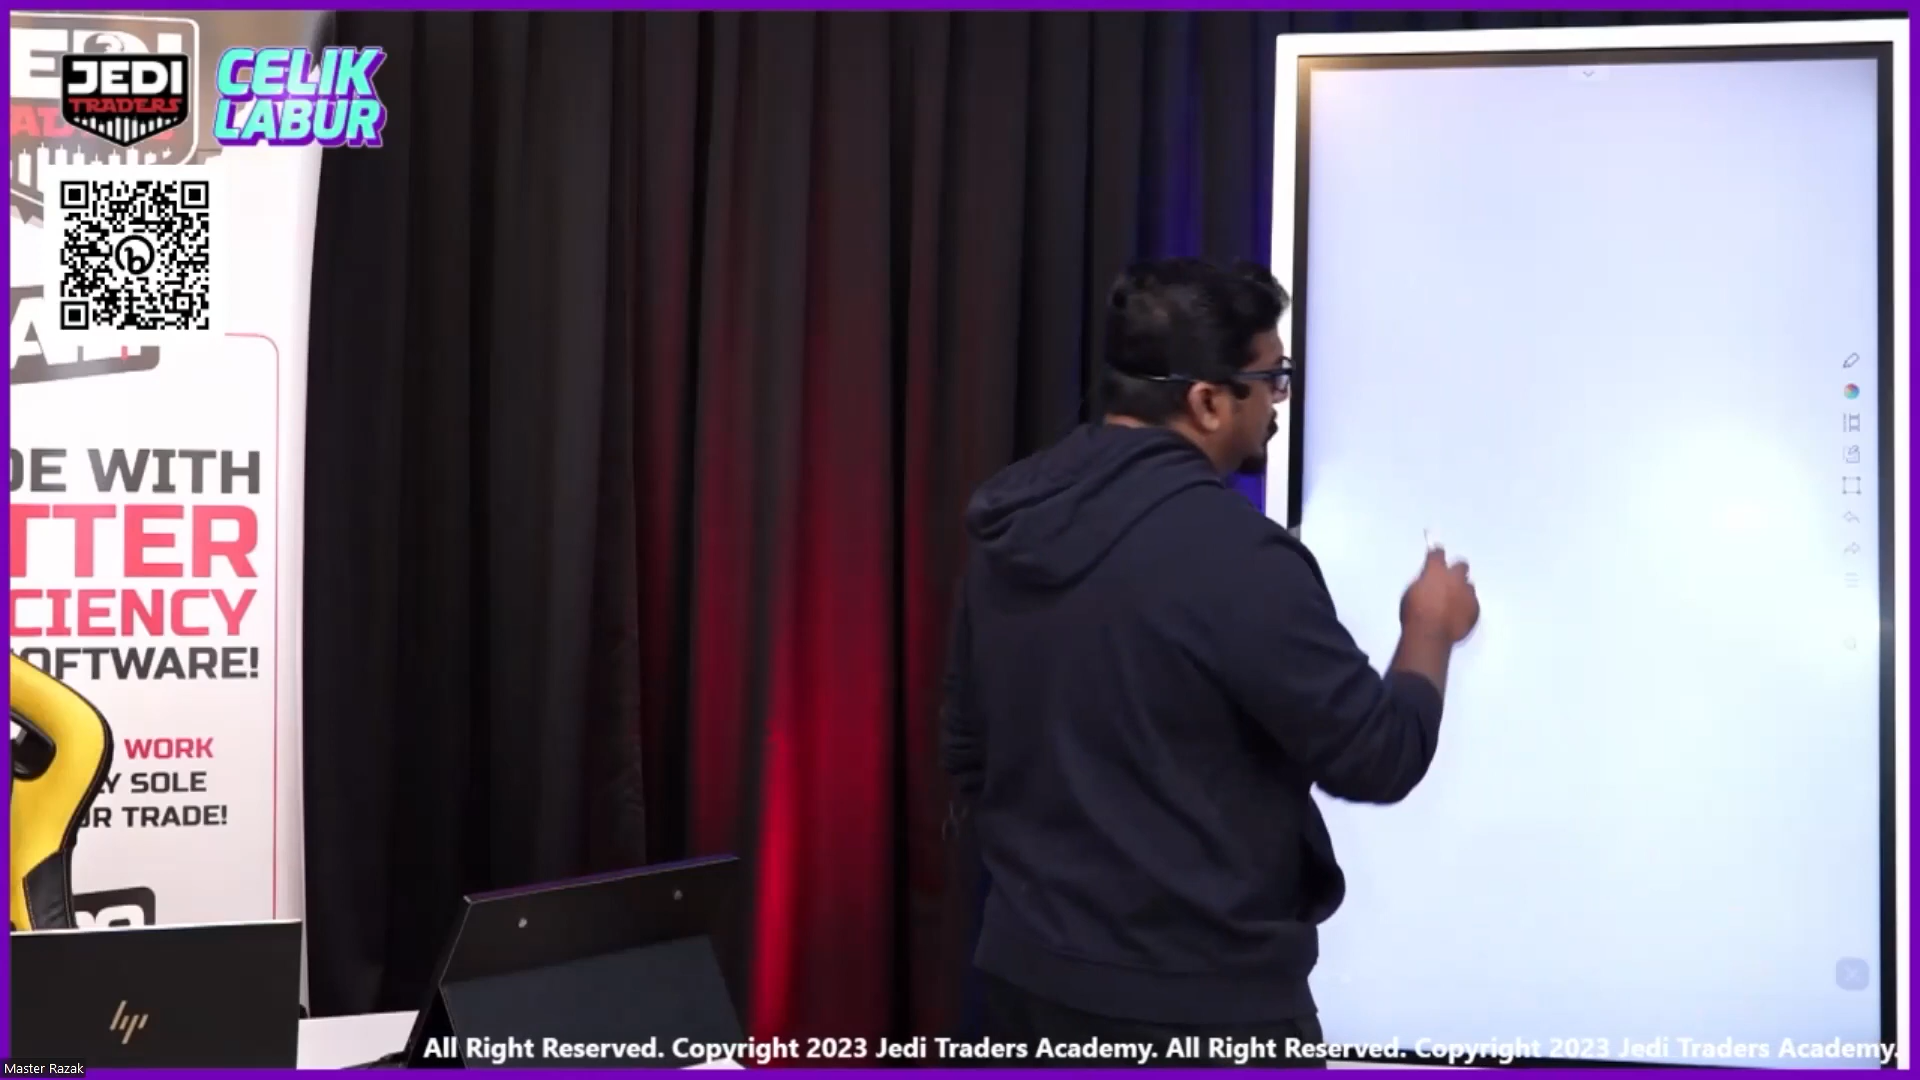 JEDI
TRADERS
CELIK
LABUR
DE WITH
TTER
CIENCY
OFTWARE!
WORK
Y SOLE
R TRADE!
hp
All Right Reserved. Copyright 2023 Jedi Traders Academy. All Right Reserved. Copyright 2023 Jedi Traders Academy.
Master Razak